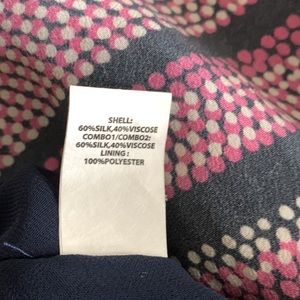 SHELL:
60%SILK,40%VISCOSE
COMBO1/COMBO2:
60%SILK,40%VISCOSE
LINING :
100%POLYESTER